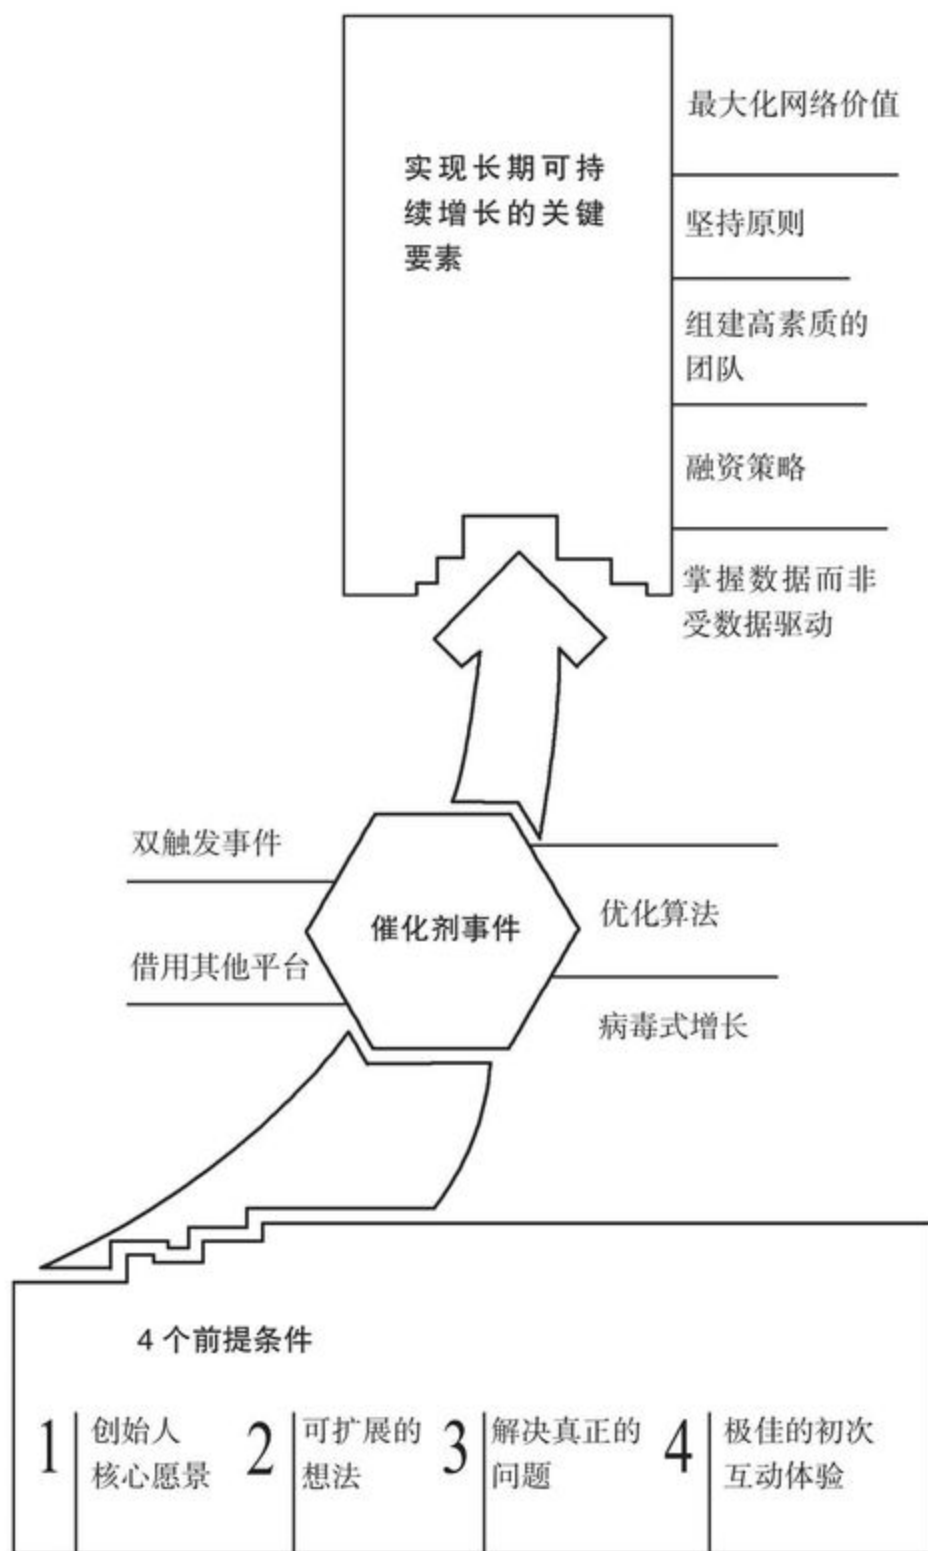 最大化网络价值
实现长期可持
续增长的关键
要素
坚持原则
组建高素质的
团队
融资策略
掌握数据而非
受数据驱动
双触发事件
借用其他平台
催化剂事件
优化算法
病毒式增长
4 个前提条件
1
创始人
核心愿景
2
可扩展的
想法
3
解决真正的
问题
4
极佳的初次
互动体验